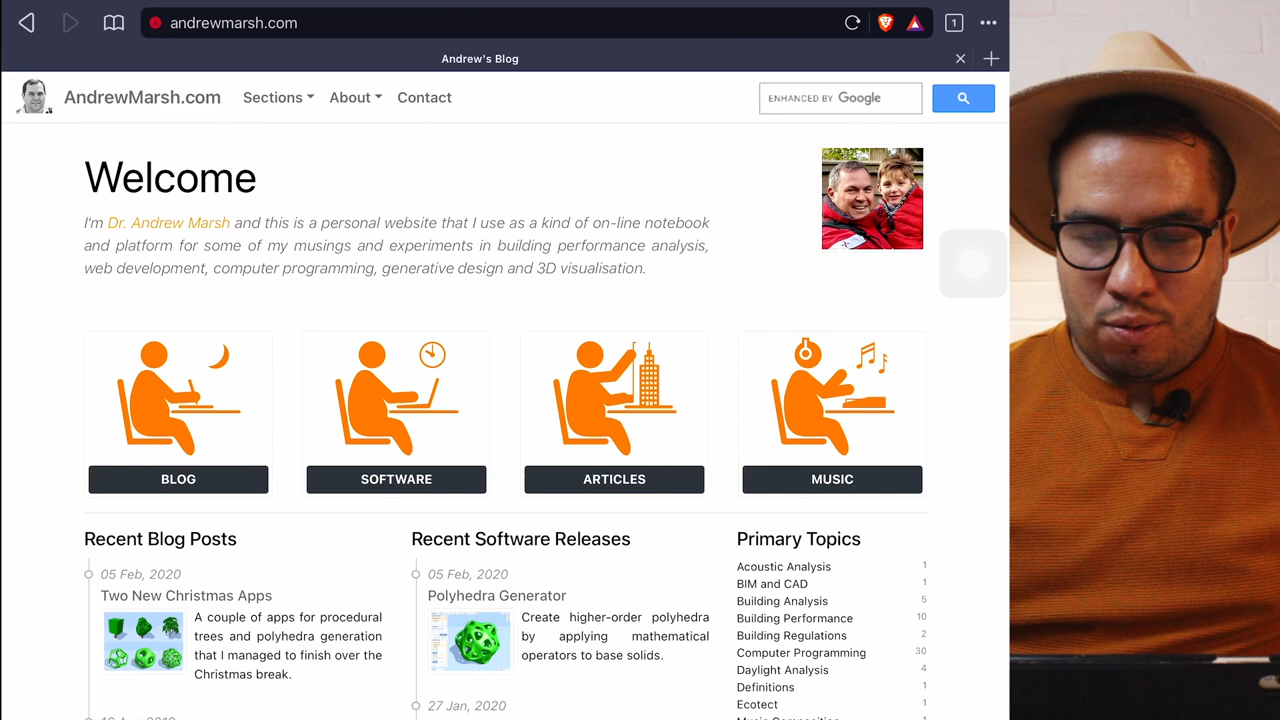 andrewmarsh.com
1
Andrew's Blog
AndrewMarsh.com
Sections
About
Contact
ENHANCED BY Google
Welcome
I'm Dr. Andrew Marsh and this is a personal website that I use as a kind of on-line notebook
and platform for some of my musings and experiments in building performance analysis,
web development, computer programming, generative design and 3D visualisation.
BLOG
SOFTWARE
ARTICLES
MUSIC
Recent Blog Posts
05 Feb, 2020
Two New Christmas Apps
A couple of apps for procedural
trees and polyhedra generation
that I managed to finish over the
Christmas break.
Recent Software Releases
05 Feb, 2020
Polyhedra Generator
Create higher-order polyhedra
by applying mathematical
operators to base solids.
27 Jan, 2020
Primary Topics
Acoustic Analysis 1
BIM and CAD 1
Building Analysis 5
Building Performance 10
Building Regulations 2
Computer Programming 30
Daylight Analysis 4
Definitions 1
Ecotect 1